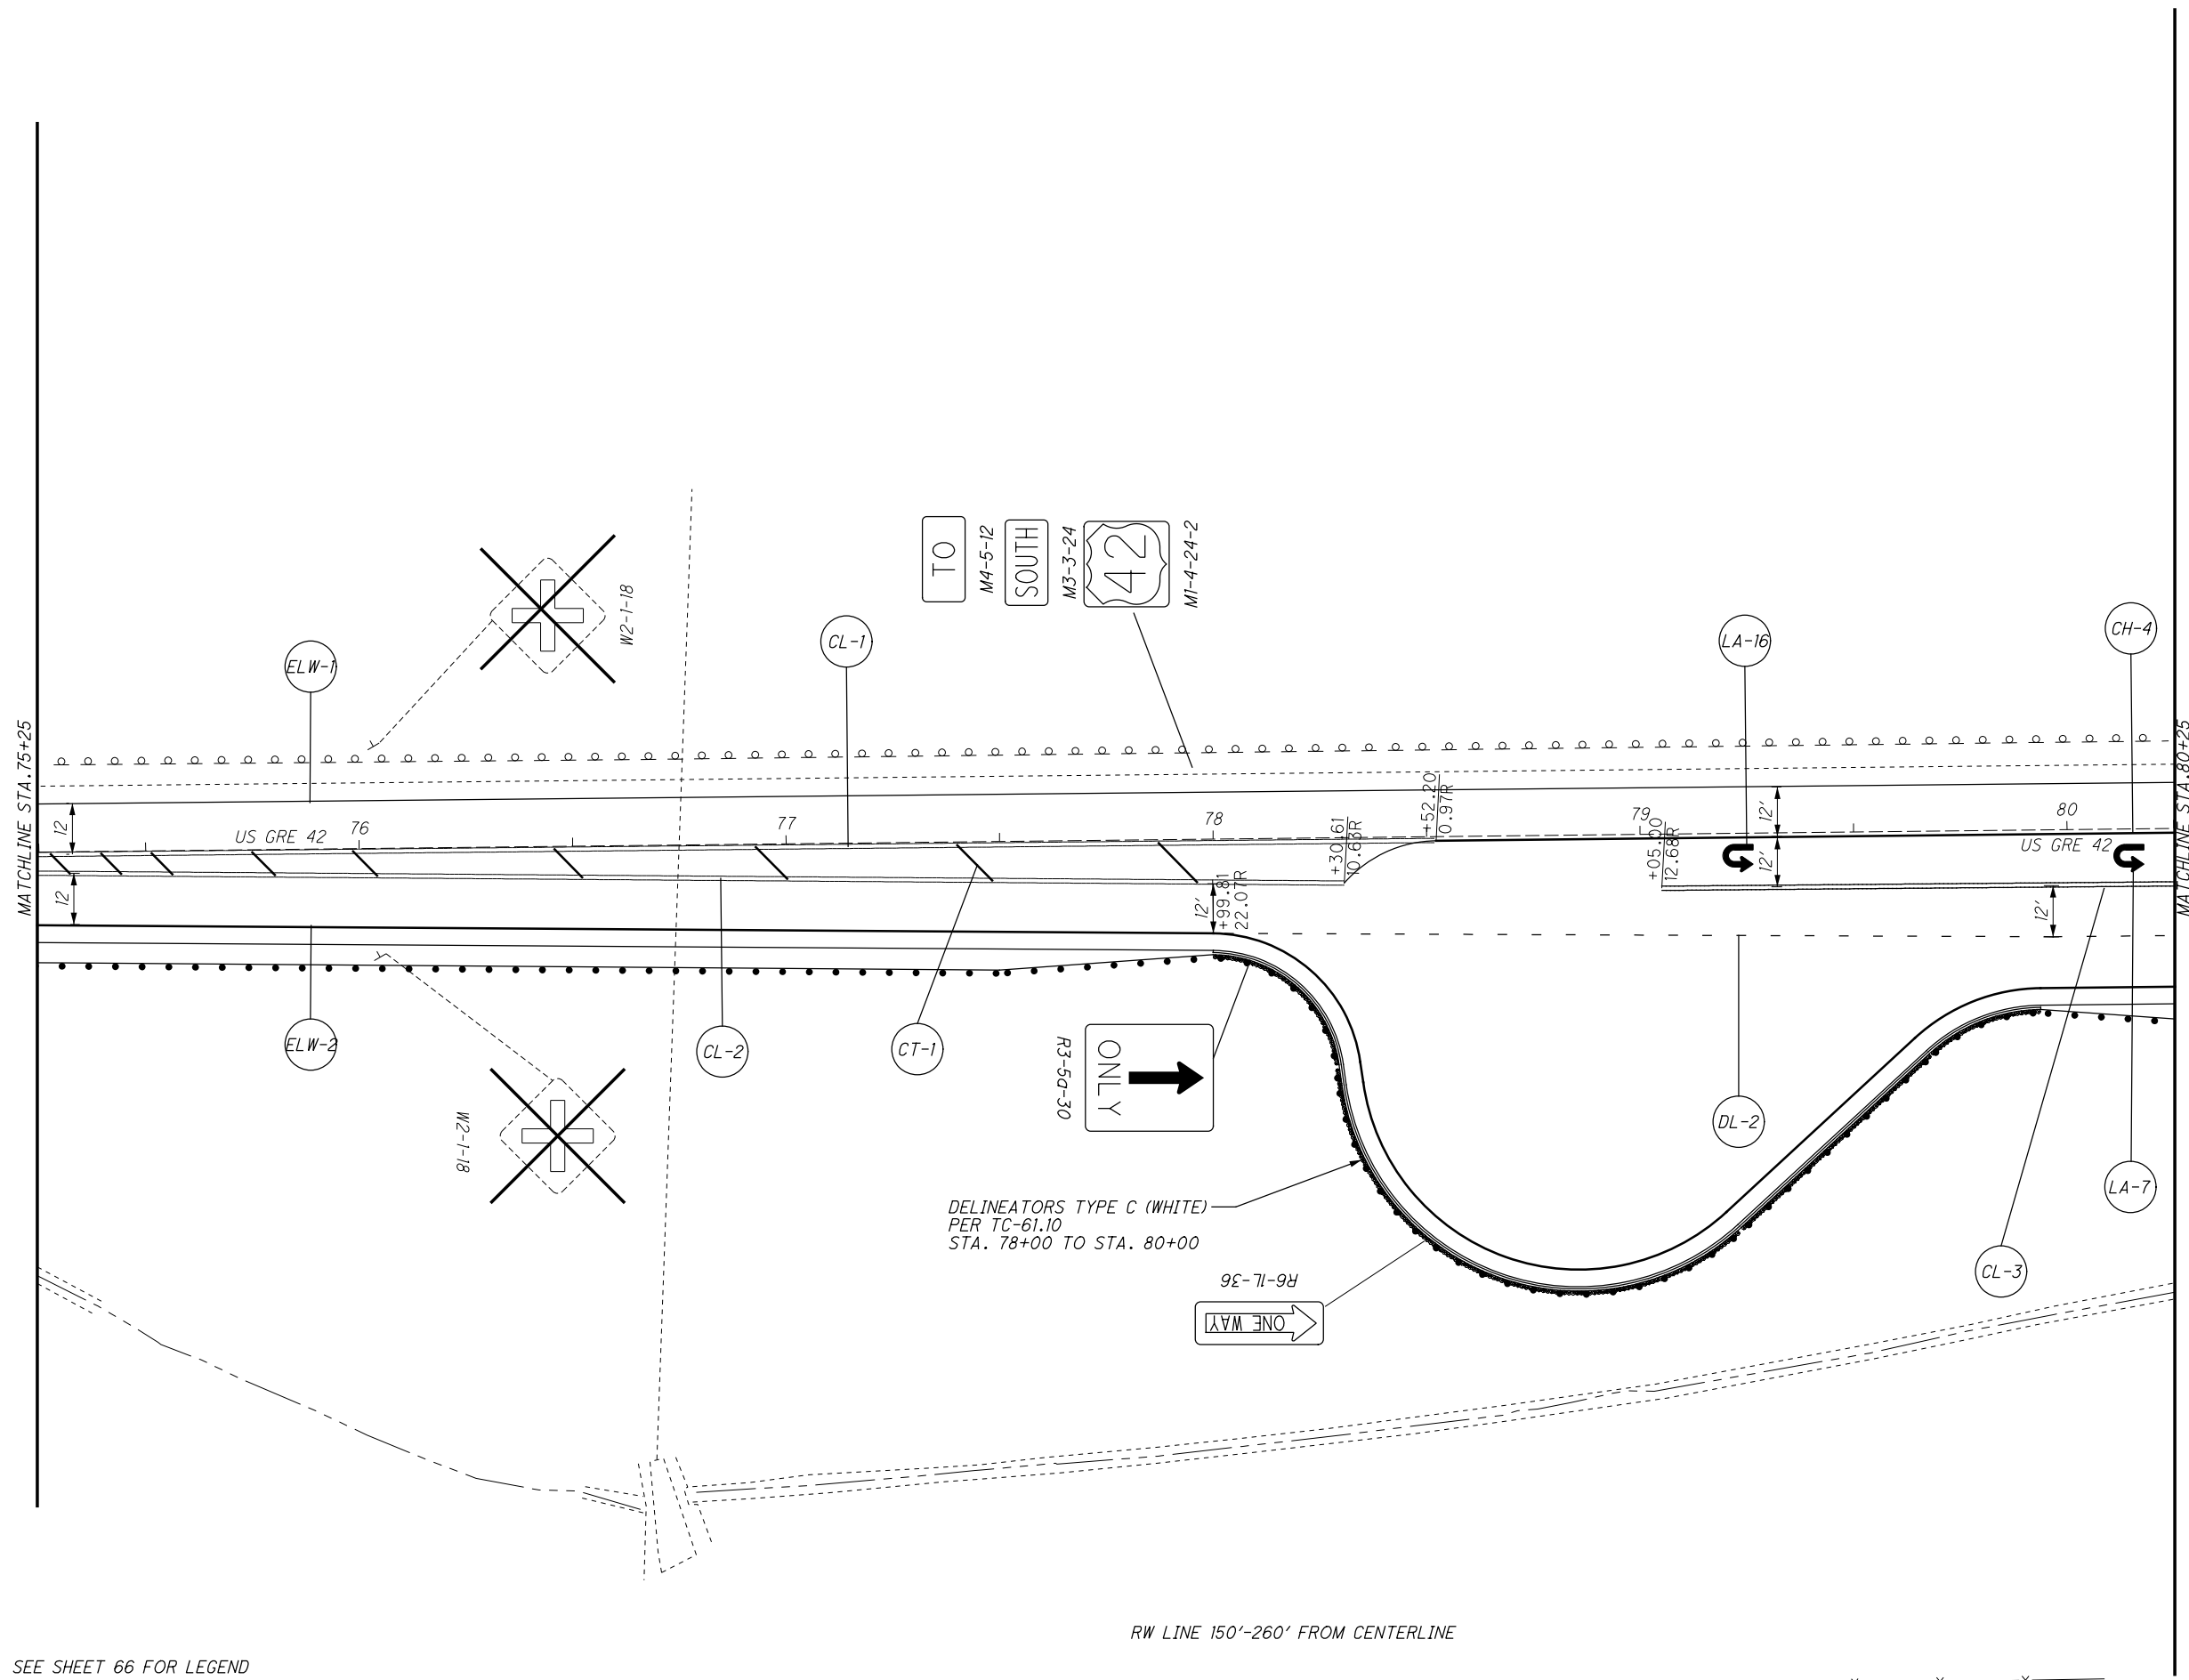 TO
M4-5-12
SOUTH
M3-3-24
42
M1-4-24-2
W2-1-18
ELW-1
CL-1
LA-16
CH-4
MATCHLINE STA.75+25
MATCHLINE STA.80+25
12
US GRE 42
76
77
78
79
80
+52.20
0.97R
+30.61
10.63R
+05.00
12.68R
12'
12'
US GRE 42
12
12'
+99.81
22.07R
12'
ELW-2
CL-2
CT-1
ONLY
R3-5a-30
W2-1-18
DL-2
LA-7
CL-3
DELINEATORS TYPE C (WHITE)
PER TC-61.10
STA. 78+00 TO STA. 80+00
R6-1L-36
ONE WAY
RW LINE 150'-260' FROM CENTERLINE
SEE SHEET 66 FOR LEGEND